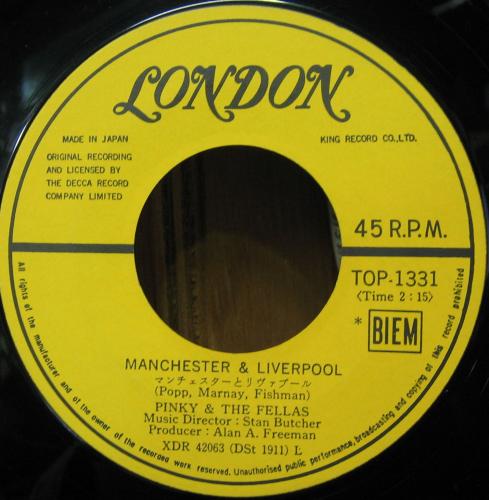 LONDON
MADE IN JAPAN
KING RECORD CO.,LTD.
ORIGINAL RECORDING
AND LICENSED BY
THE DECCA RECORD
COMPANY LIMITED
45 R.P.M.
TOP-1331
(Time 2:15)
* BIEM
MANCHESTER & LIVERPOOL
マンチェスターとリヴァプール
(Popp, Marnay, Fishman)
PINKY & THE FELLAS
Music Director : Stan Butcher
Producer : Alan A. Freeman
XDR 42063 (DSt 1911) L
All rights of the manufacturer and of the owner of the recorded work reserved. Unauthorised public performance, broadcasting and copying of this record prohibited